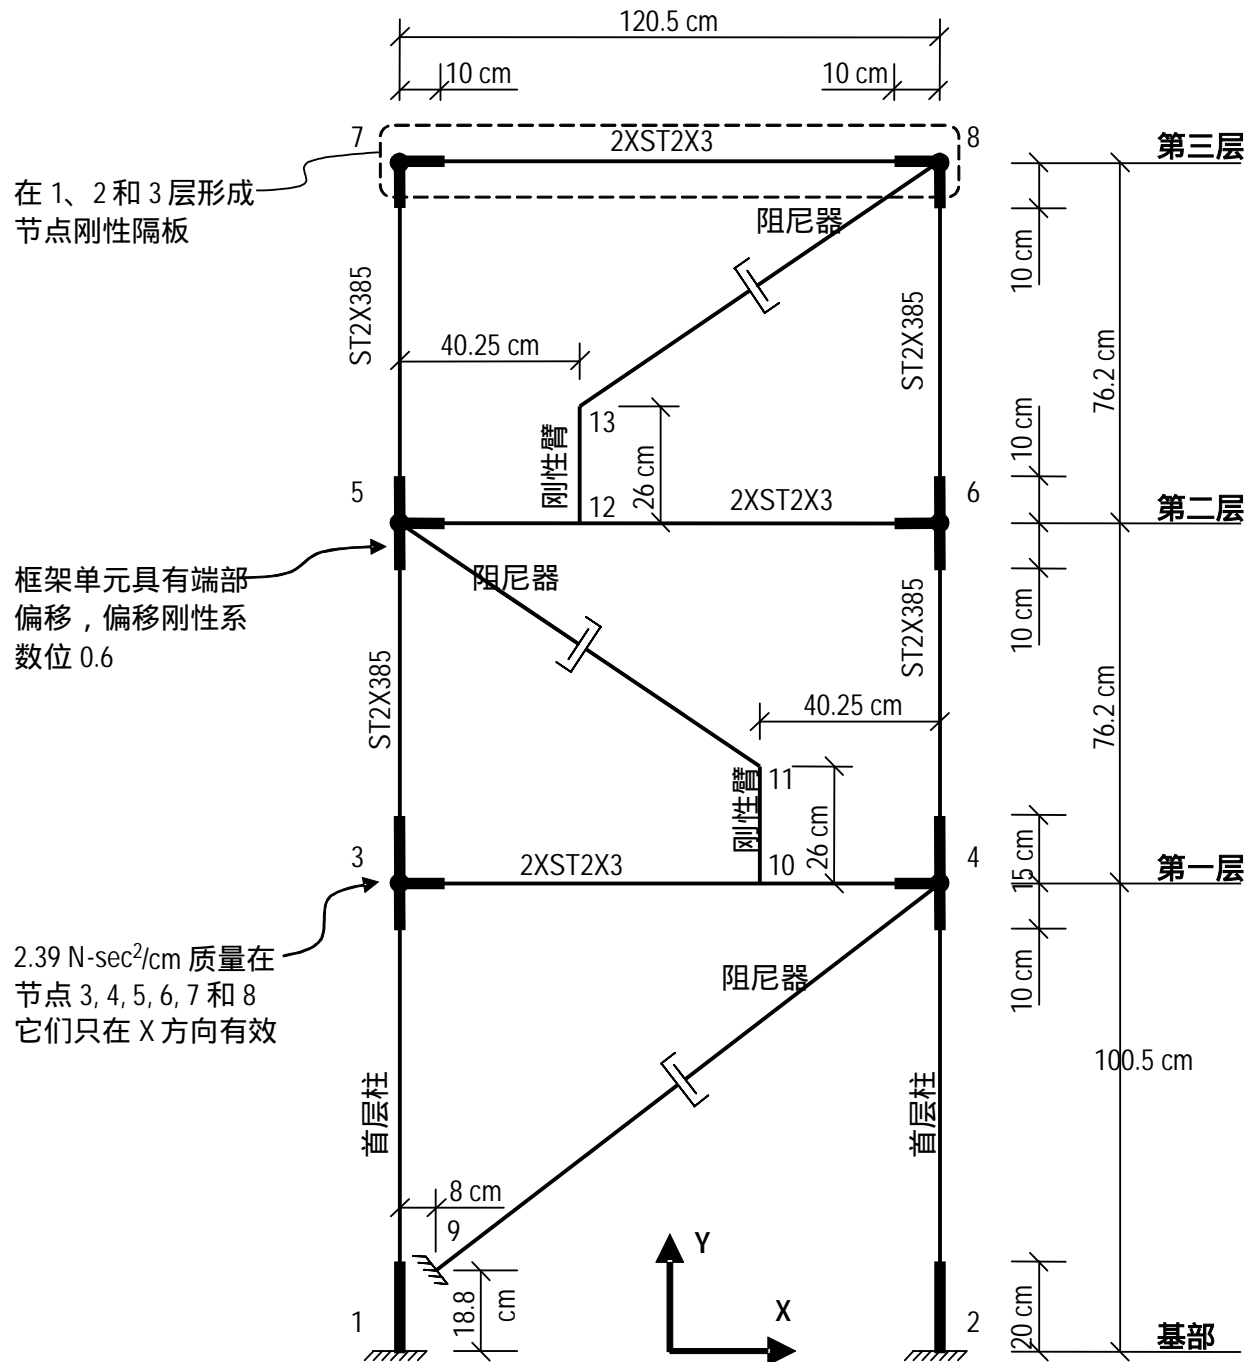 120.5 cm
10 cm
10 cm
7
2XST2X3
8
第三层
在 1、2 和 3 层形成
节点刚性隔板
阻尼器
10 cm
ST2X385
ST2X385
40.25 cm
76.2 cm
13
刚性臂
26 cm
10 cm
5
12
2XST2X3
6
第二层
框架单元具有端部
偏移，偏移刚性系
数位 0.6
阻尼器
10 cm
ST2X385
ST2X385
40.25 cm
76.2 cm
11
刚性臂
26 cm
15 cm
3
2XST2X3
10
4
第一层
2.39 N-sec²/cm 质量在
节点 3, 4, 5, 6, 7 和 8
它们只在 X 方向有效
阻尼器
10 cm
100.5 cm
首层柱
首层柱
8 cm
9
Y
18.8
cm
X
20 cm
1
2
基部